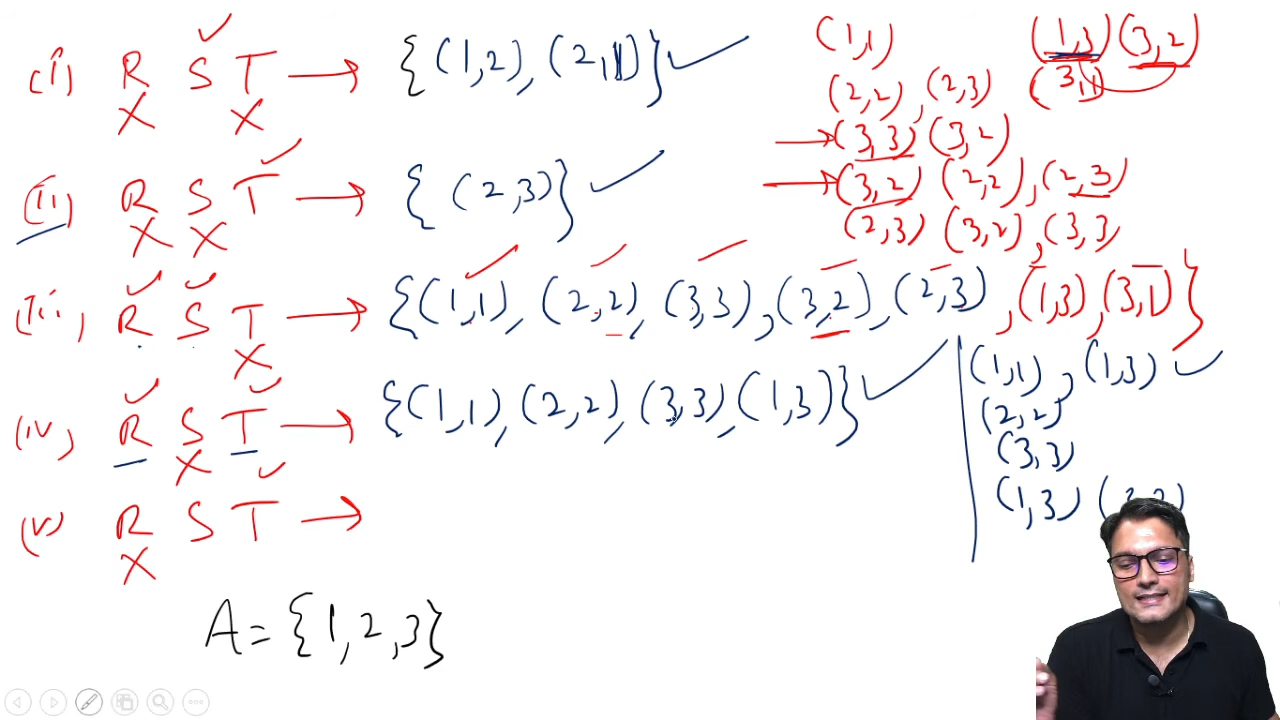 (i) R S T → {(1,2), (2,1)} ✓
X X
(1,1)
(2,2), (2,3)
→ (3,3) (3,2)
→ (3,2) (2,2), (2,3)
(2,3) (3,2), (3,3)
(1,3) (3,2)
(3,1)
(ii) R S T → {(2,3)} ✓
X X
(iii) R S T → {(1,1), (2,2), (3,3), (3,2), (2,3), (1,3), (3,1)}
X
(iv) R S T → {(1,1), (2,2), (3,3), (1,3)} ✓
X
(1,1), (1,3) ✓
(2,2)
(3,3)
(1,3)
(v) R S T →
X
A = {1, 2, 3}